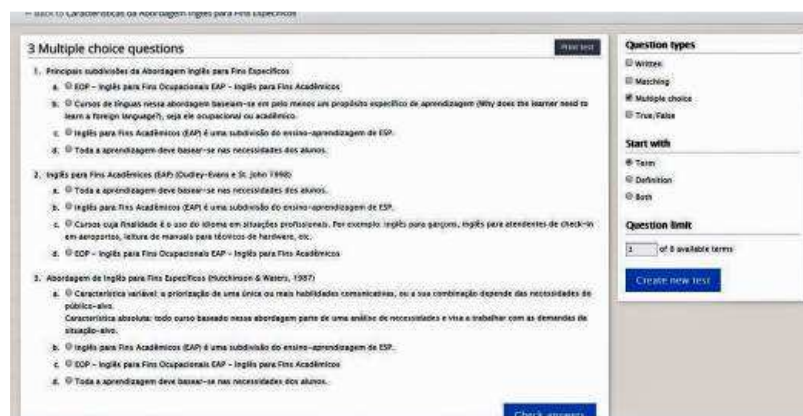 ← Back to Características da Abordagem Inglês para Fins Específicos
3 Multiple choice questions
Print test
1. Principais subdivisões da Abordagem Inglês para Fins Específicos
a. EOP - Inglês para Fins Ocupacionais EAP - Inglês para Fins Acadêmicos
b. Cursos de línguas nessa abordagem baseiam-se em pelo menos um propósito específico de aprendizagem (Why does the learner need to
learn a foreign language?), seja ele ocupacional ou acadêmico.
c. Inglês para Fins Acadêmicos (EAP) é uma subdivisão do ensino-aprendizagem de ESP.
d. Toda a aprendizagem deve basear-se nas necessidades dos alunos.
2. Inglês para Fins Acadêmicos (EAP) (Dudley-Evans e St. John 1998)
a. Toda a aprendizagem deve basear-se nas necessidades dos alunos.
b. Inglês para Fins Acadêmicos (EAP) é uma subdivisão do ensino-aprendizagem de ESP.
c. Cursos cuja finalidade é o uso do idioma em situações profissionais. Por exemplo: inglês para garçons, inglês para atendentes de check-in
em aeroportos, leitura de manuais para técnicos de hardware, etc.
d. EOP - Inglês para Fins Ocupacionais EAP - Inglês para Fins Acadêmicos
3. Abordagem de Inglês para Fins Específicos (Hutchinson & Waters, 1987)
a. Característica variável: a priorização de uma única ou mais habilidades comunicativas, ou a sua combinação depende das necessidades do
público-alvo.
Característica absoluta: todo curso baseado nessa abordagem parte de uma análise de necessidades e visa a trabalhar com as demandas da
situação-alvo.
b. Inglês para Fins Acadêmicos (EAP) é uma subdivisão do ensino-aprendizagem de ESP.
c. EOP - Inglês para Fins Ocupacionais EAP - Inglês para Fins Acadêmicos
d. Toda a aprendizagem deve basear-se nas necessidades dos alunos.
Check answers
Question types
Written
Matching
Multiple choice
True/False
Start with
Term
Definition
Both
Question limit
3 of 8 available terms
Create new test